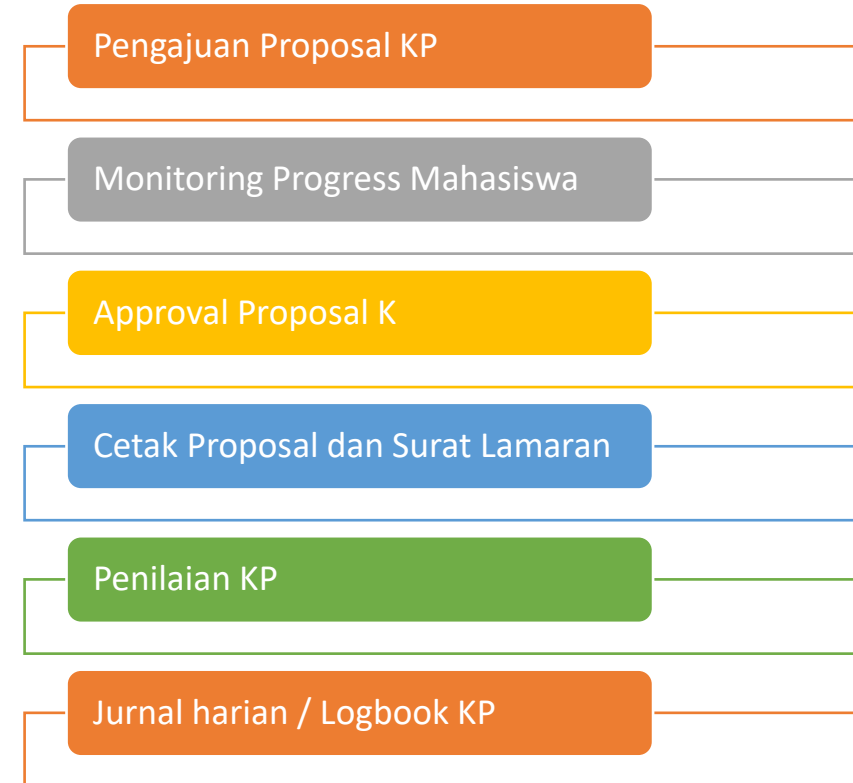 Pengajuan Proposal KP
Monitoring Progress Mahasiswa
Approval Proposal K
Cetak Proposal dan Surat Lamaran
Penilaian KP
Jurnal harian / Logbook KP